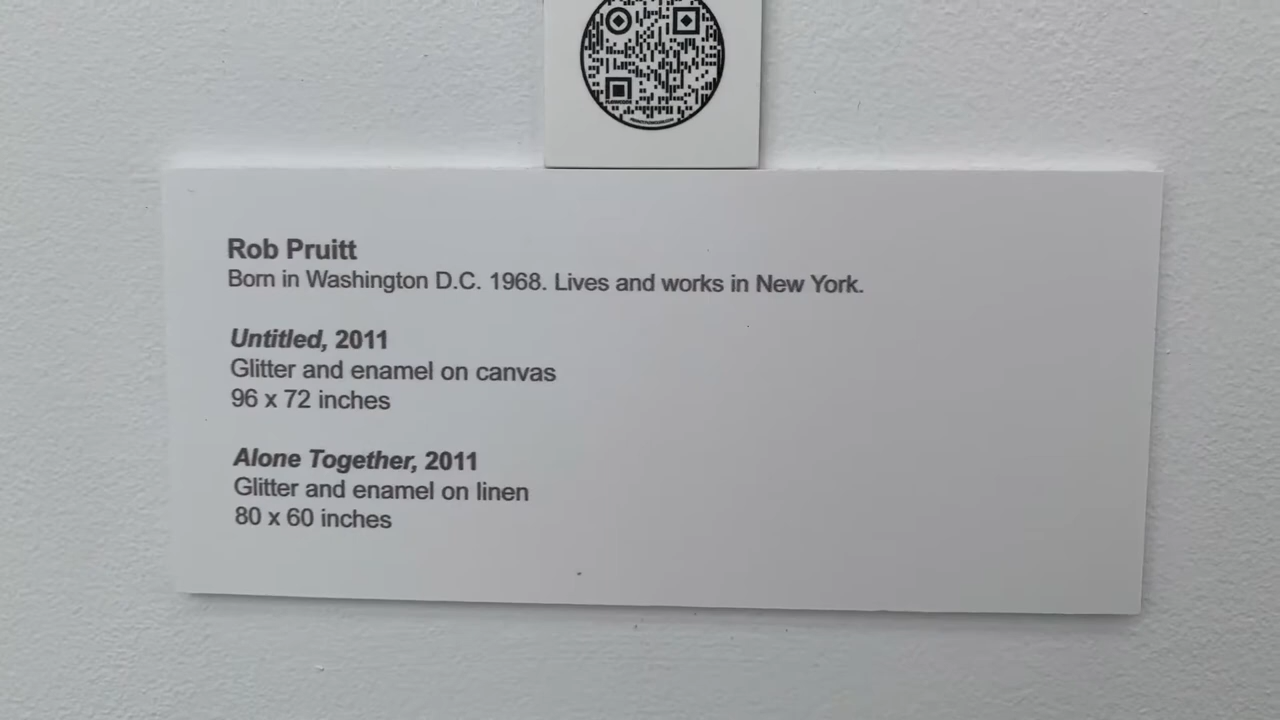 Rob Pruitt
Born in Washington D.C. 1968. Lives and works in New York.
Untitled, 2011
Glitter and enamel on canvas
96 x 72 inches
Alone Together, 2011
Glitter and enamel on linen
80 x 60 inches